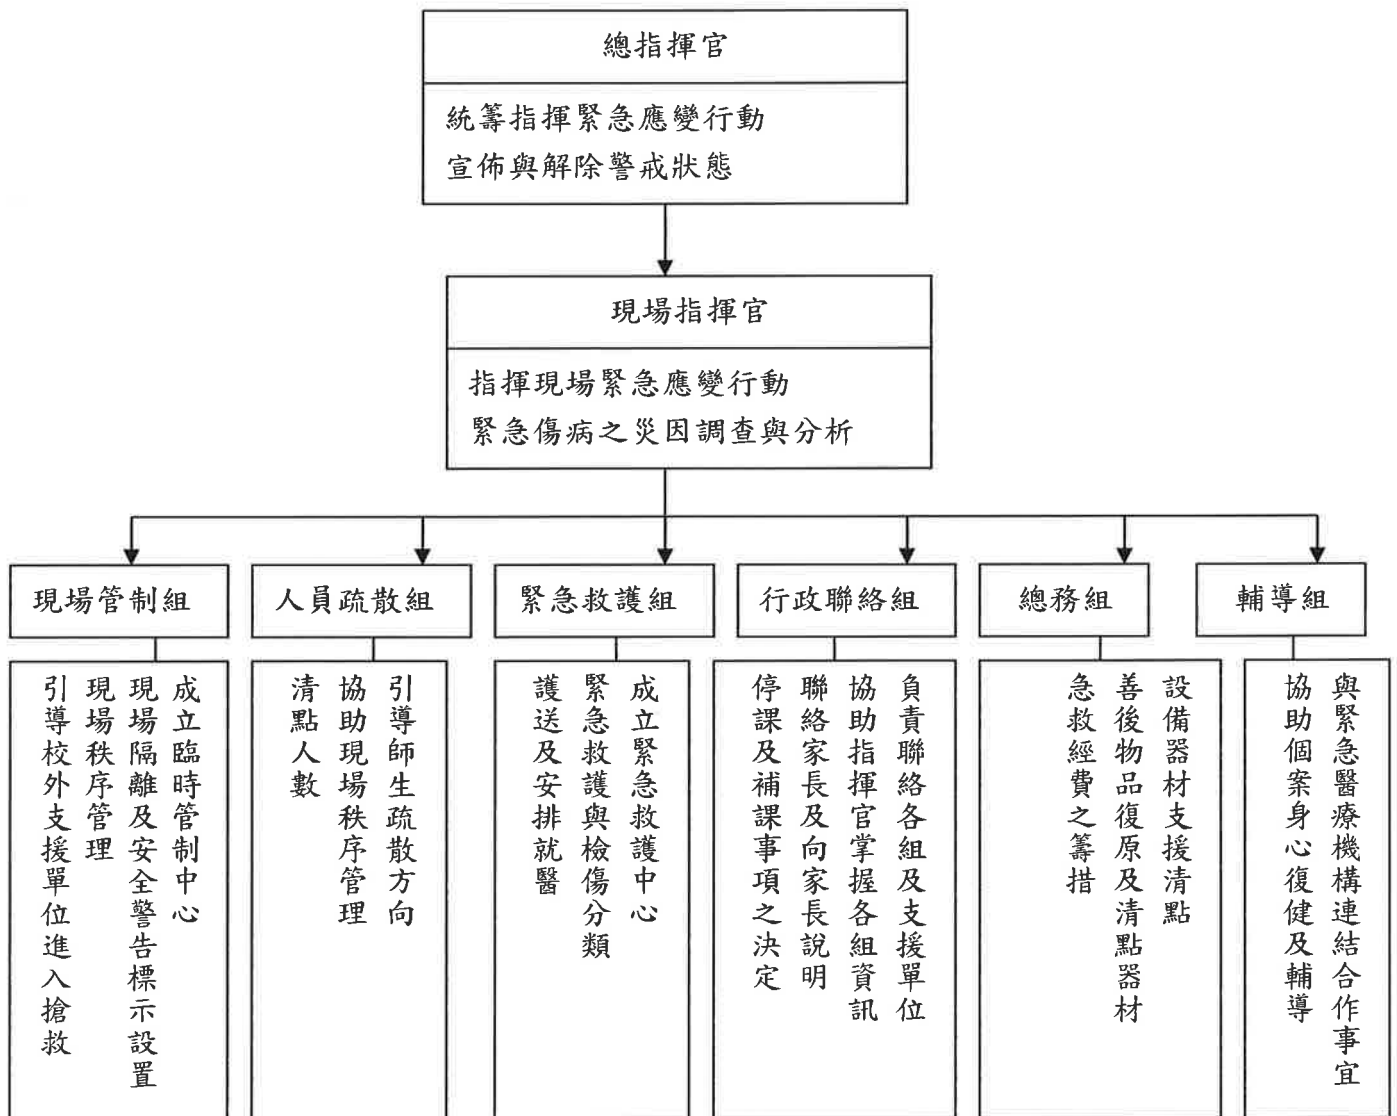 總指揮官
統籌指揮緊急應變行動
宣佈與解除警戒狀態
現場指揮官
指揮現場緊急應變行動
緊急傷病之災因調查與分析
現場管制組
成立臨時管制中心
現場隔離及安全警告標示設置
現場秩序管理
引導校外支援單位進入搶救
人員疏散組
引導師生疏散方向
協助現場秩序管理
清點人數
緊急救護組
成立緊急救護中心
緊急救護與檢傷分類
護送及安排就醫
行政聯絡組
負責聯絡各組及支援單位
協助指揮官掌握各組資訊
聯絡家長及向家長說明
停課及補課事項之決定
總務組
設備器材支援清點
善後物品復原及清點器材
急救經費之籌措
輔導組
與緊急醫療機構連結合作事宜
協助個案身心復健及輔導